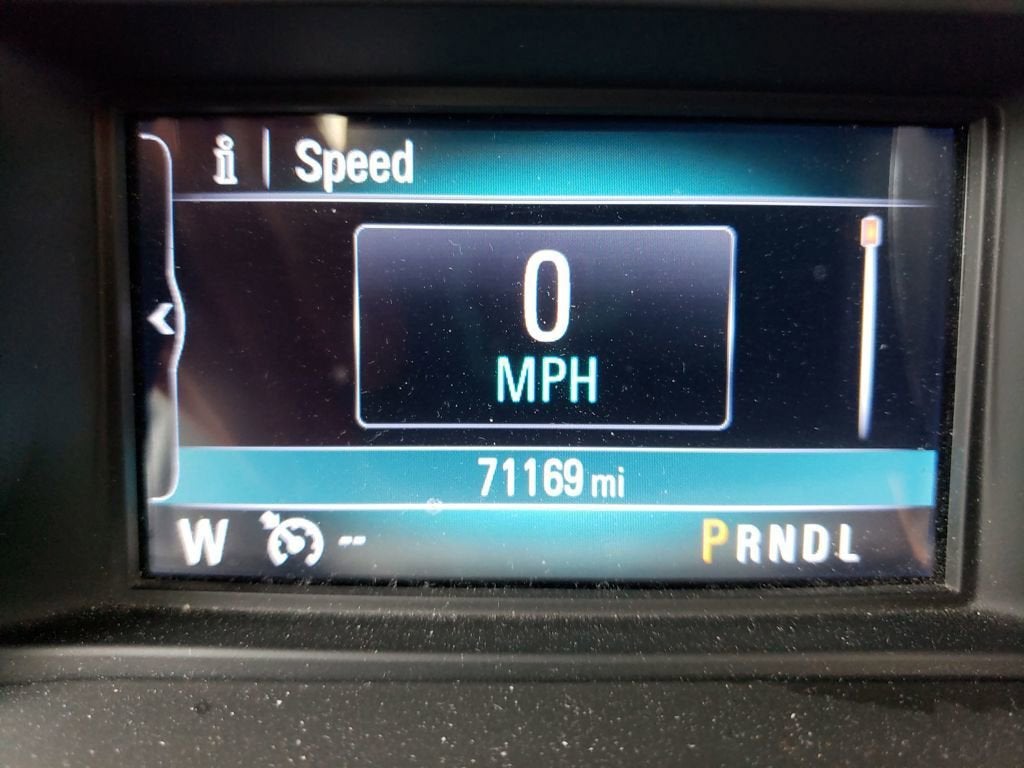 i Speed
0
MPH
71169 mi
W -- PRNDL